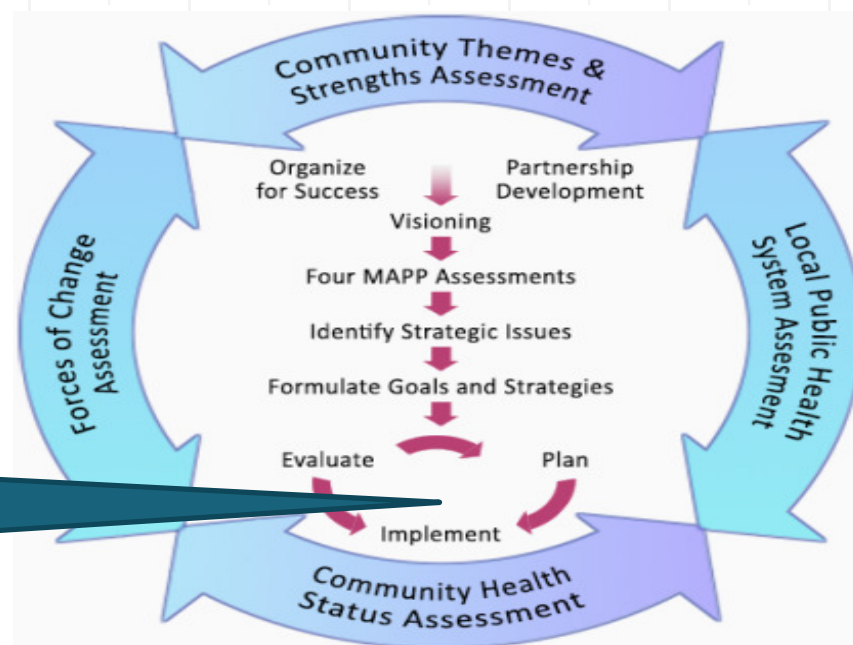 Community Themes &
Strengths Assessment
Organize
for Success
Partnership
Development
Visioning
Four MAPP Assessments
Identify Strategic Issues
Formulate Goals and Strategies
Evaluate
Plan
Implement
Forces of Change
Assessment
Local Public Health
System Assesment
Community Health
Status Assessment